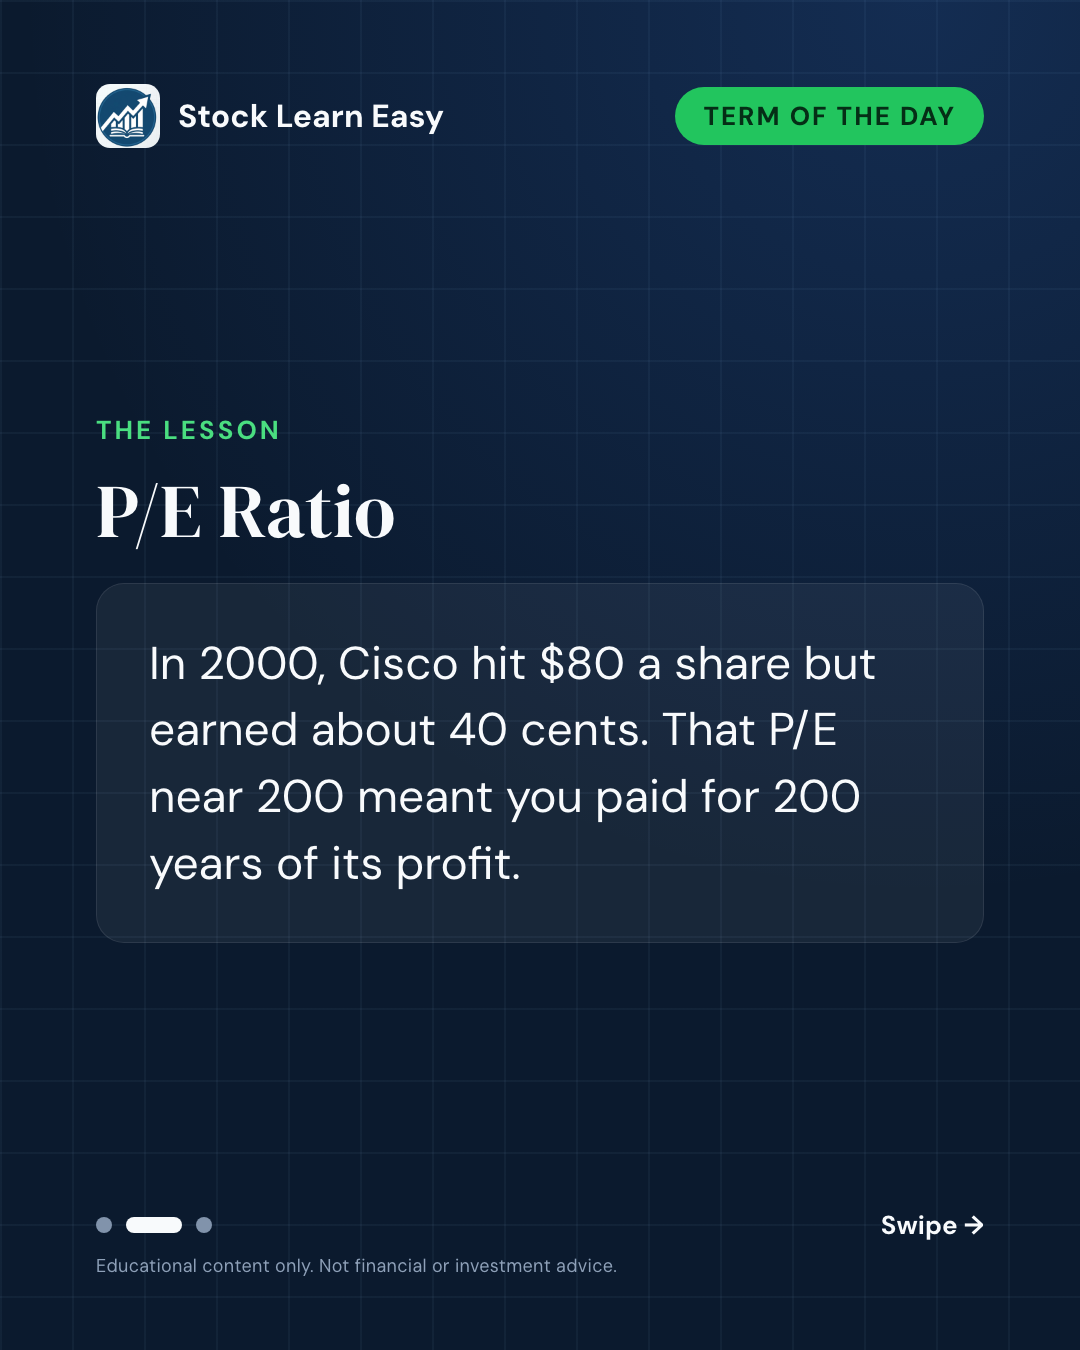 Stock Learn Easy
TERM OF THE DAY
THE LESSON
P/E Ratio
In 2000, Cisco hit $80 a share but
earned about 40 cents. That P/E
near 200 meant you paid for 200
years of its profit.
Swipe →
Educational content only. Not financial or investment advice.